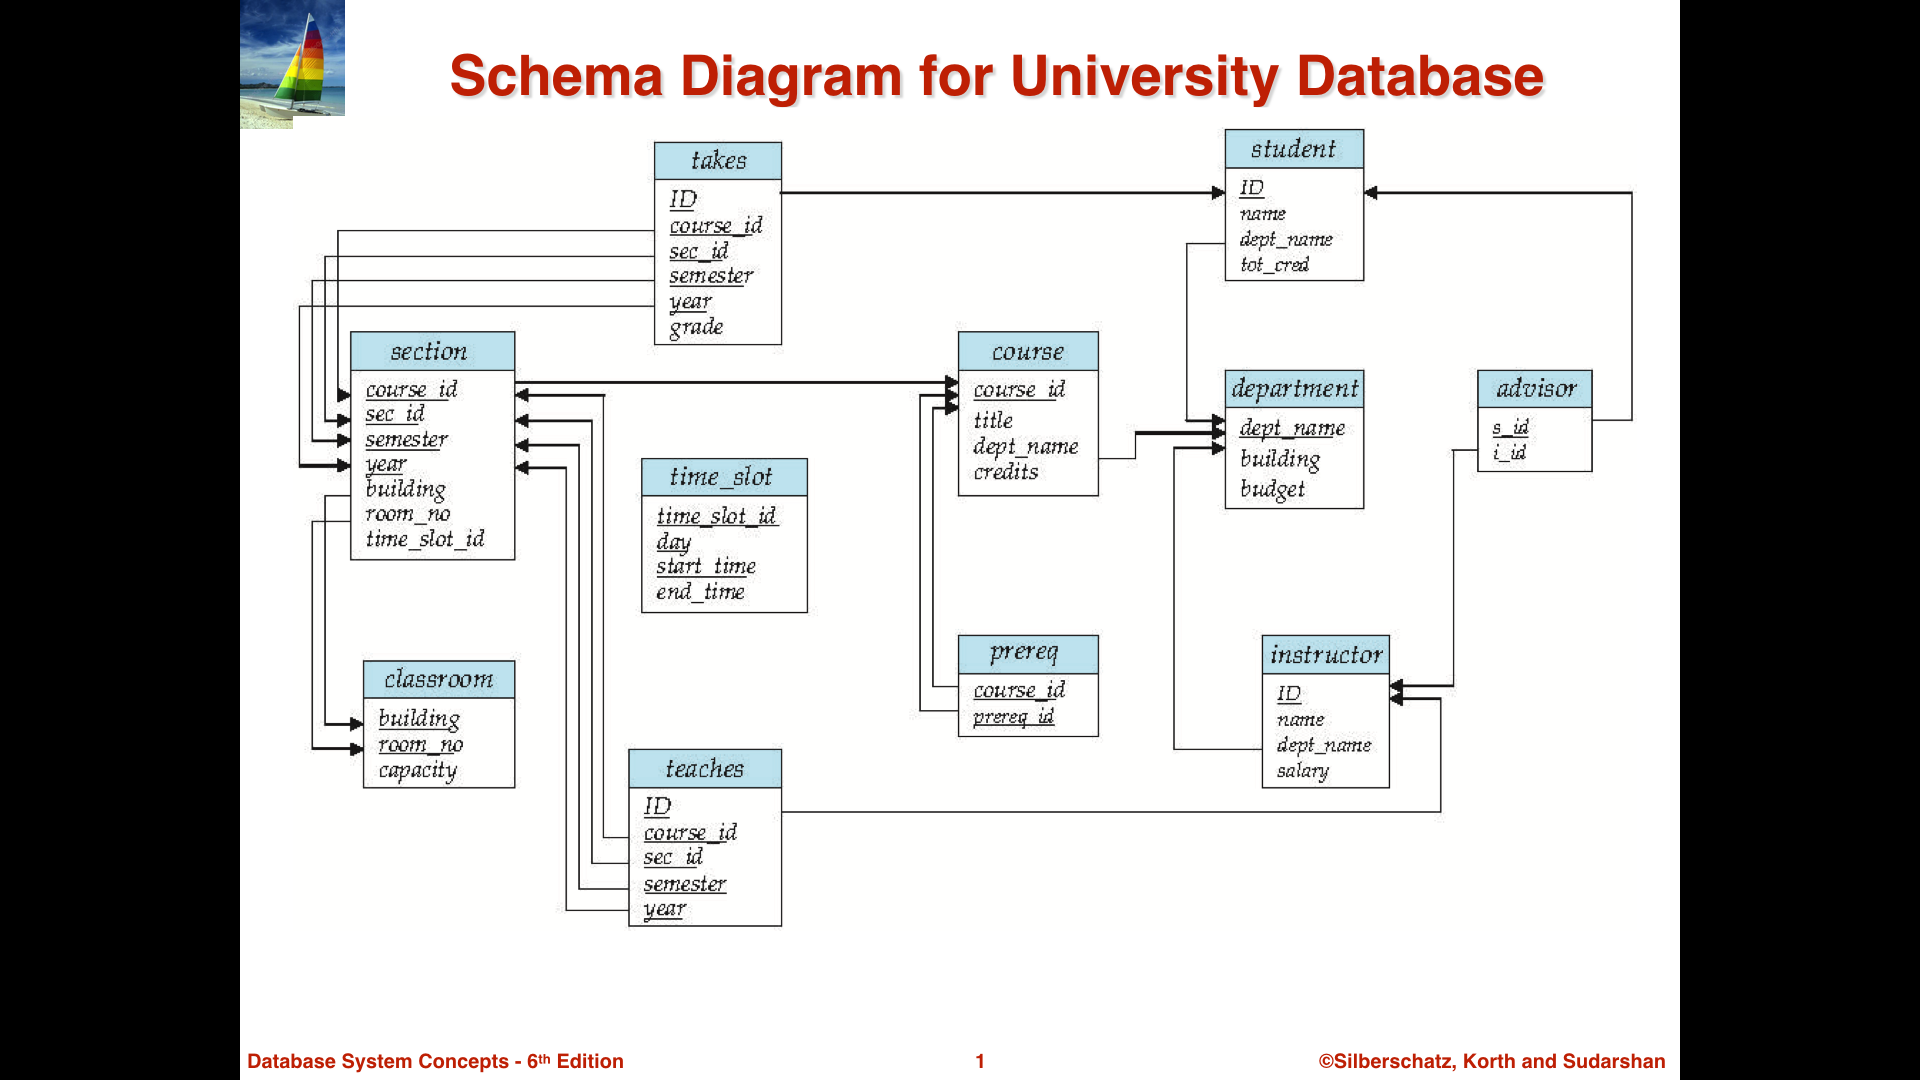 Schema Diagram for University Database
takes
ID
course_id
sec_id
semester
year
grade
student
ID
name
dept_name
tot_cred
section
course_id
sec_id
semester
year
building
room_no
time_slot_id
course
course_id
title
dept_name
credits
department
dept_name
building
budget
advisor
s_id
i_id
time_slot
time_slot_id
day
start_time
end_time
classroom
building
room_no
capacity
prereq
course_id
prereq_id
instructor
ID
name
dept_name
salary
teaches
ID
course_id
sec_id
semester
year
Database System Concepts - 6th Edition
1
©Silberschatz, Korth and Sudarshan